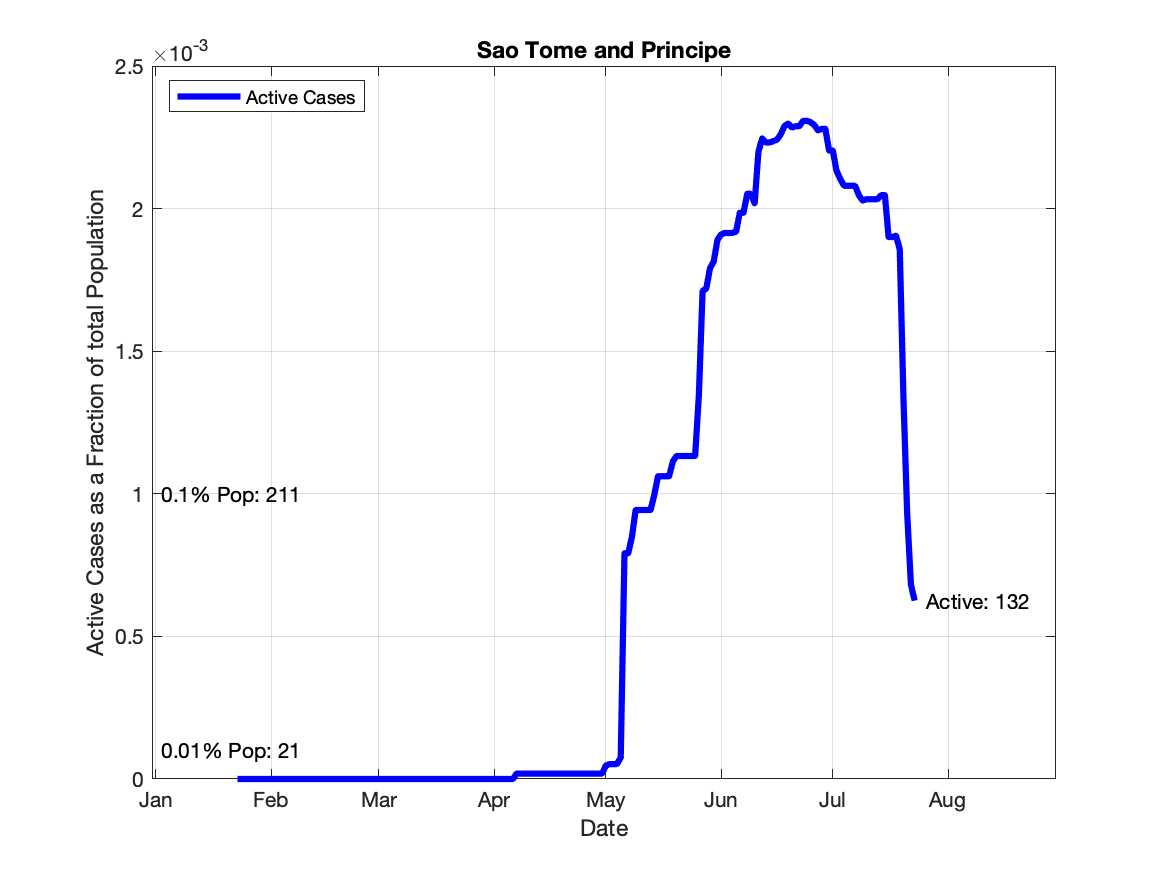 Sao Tome and Principe
×10⁻³
2.5
Active Cases
2
1.5
1
0.5
0
Active Cases as a Fraction of total Population
0.1% Pop: 211
Active: 132
0.01% Pop: 21
Jan Feb Mar Apr May Jun Jul Aug
Date